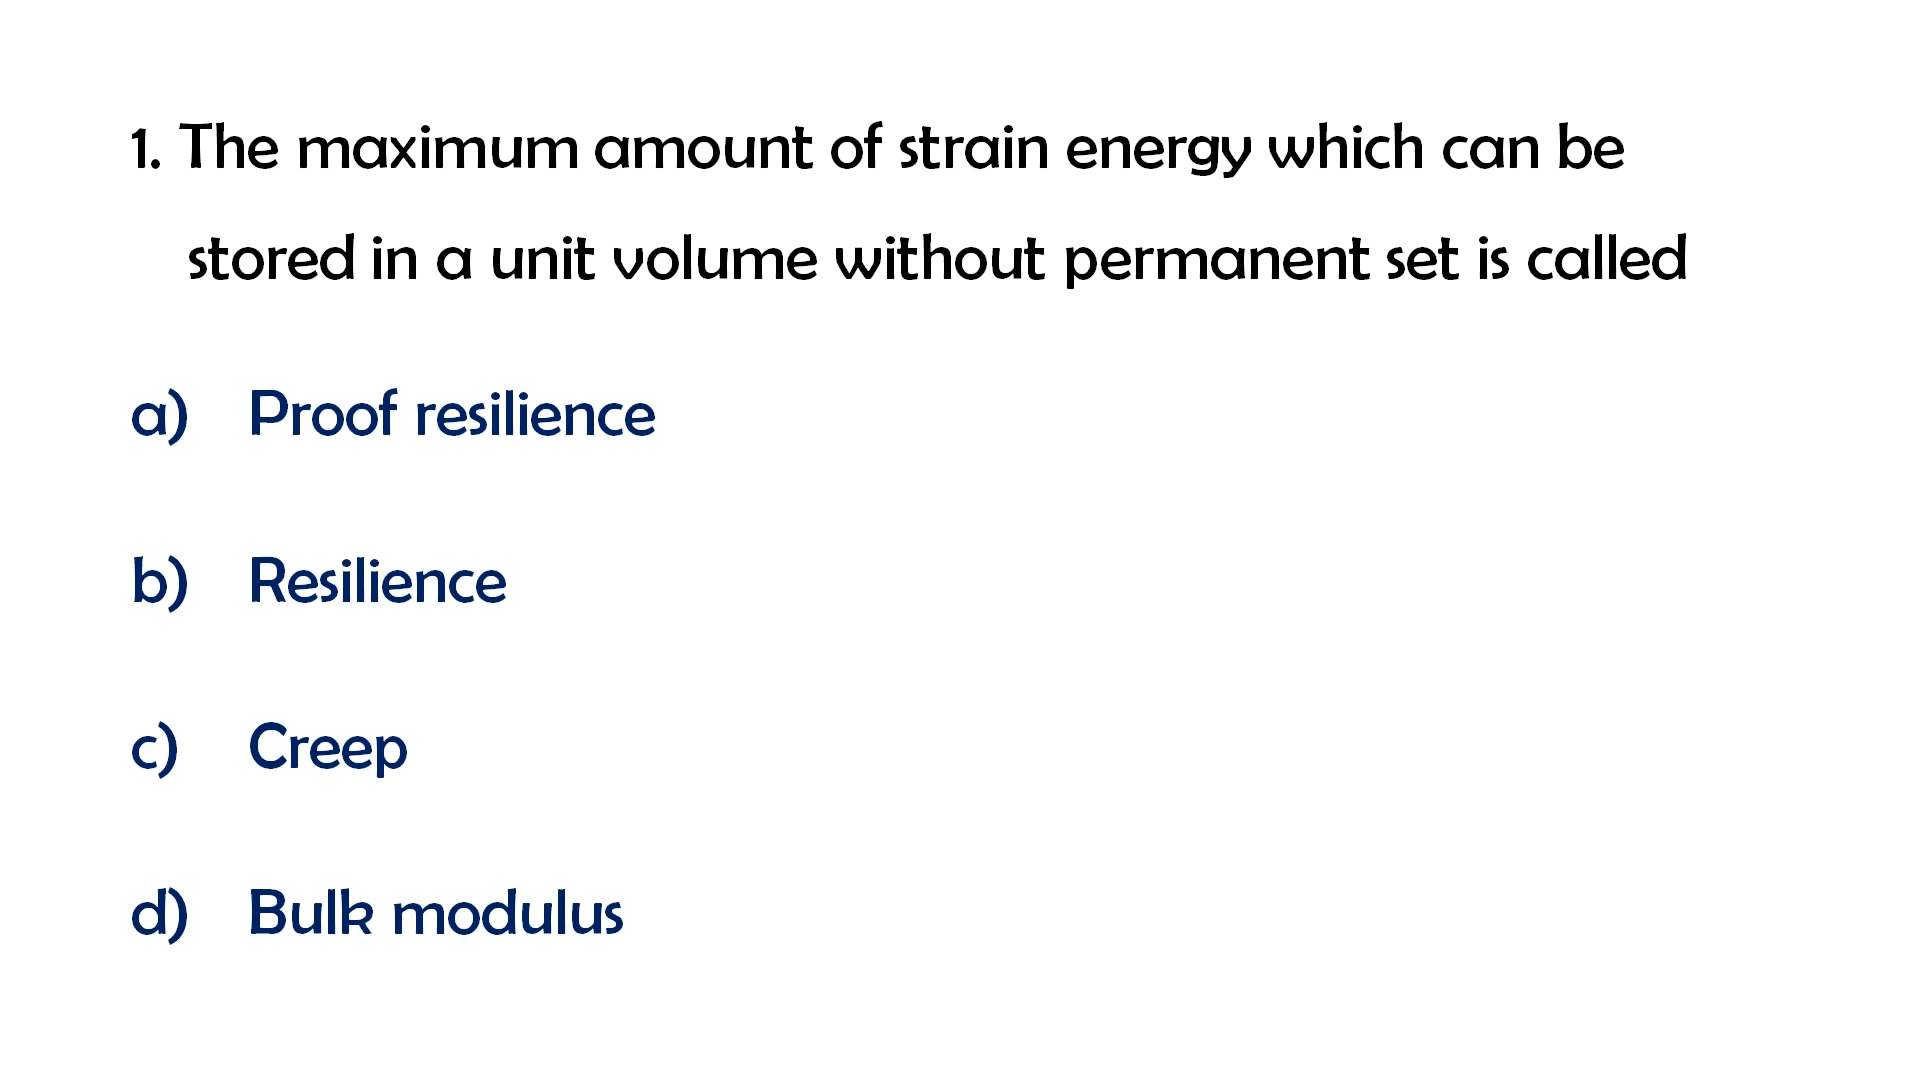 1. The maximum amount of strain energy which can be
stored in a unit volume without permanent set is called
a) Proof resilience
b) Resilience
c) Creep
d) Bulk modulus